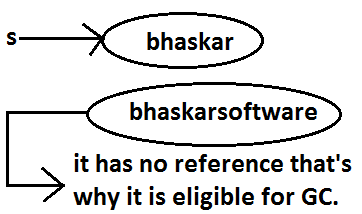 s
bhaskar
bhaskarsoftware
it has no reference that's
why it is eligible for GC.